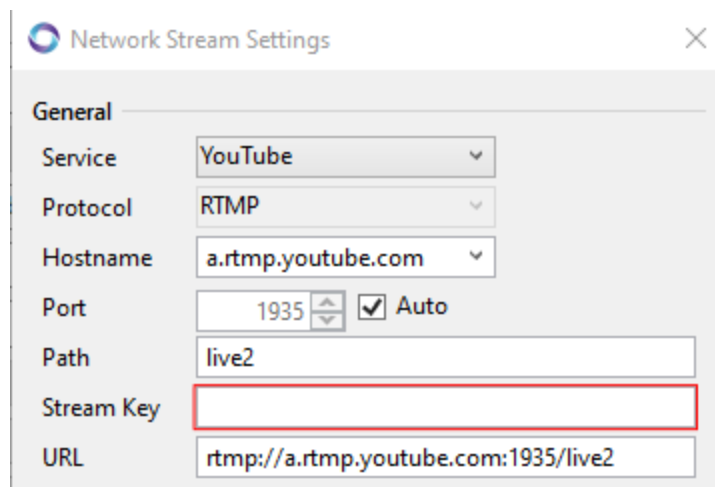 Network Stream Settings
General
Service YouTube
Protocol RTMP
Hostname a.rtmp.youtube.com
Port 1935 Auto
Path live2
Stream Key
URL rtmp://a.rtmp.youtube.com:1935/live2